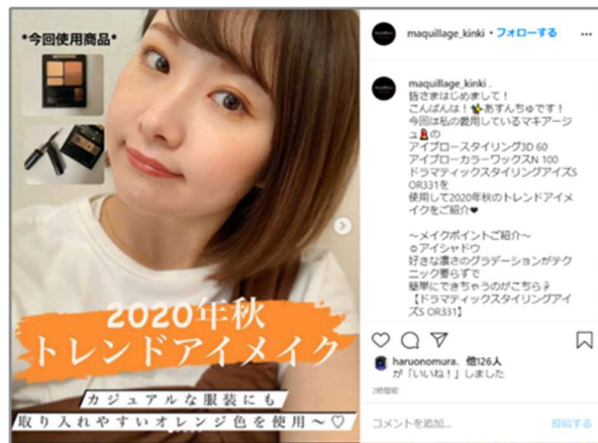 *今回使用商品*
2020年秋
トレンドアイメイク
カジュアルな服装にも
取り入れやすいオレンジ色を使用〜♡
maquillage_kinki • フォローする
maquillage_kinki .
皆さまはじめまして!
こんばんは!あすんちゅです!
今回は私の愛用しているマキアージ
ュ💄の
アイブロースタイリング3D 60
アイブローカラーワックスN 100
ドラマティックスタイリングアイズS
OR331を
使用して2020年秋のトレンドアイメ
イクをご紹介❤
〜メイクポイントご紹介〜
☺アイシャドウ
好きな濃さのグラデーションがテク
ニック要らずで
簡単にできちゃうのがこちら
【ドラマティックスタイリングアイ
ズS OR331】
haruonomura、他126人
が「いいね!」しました
2時間前
コメントを追加...
投稿する